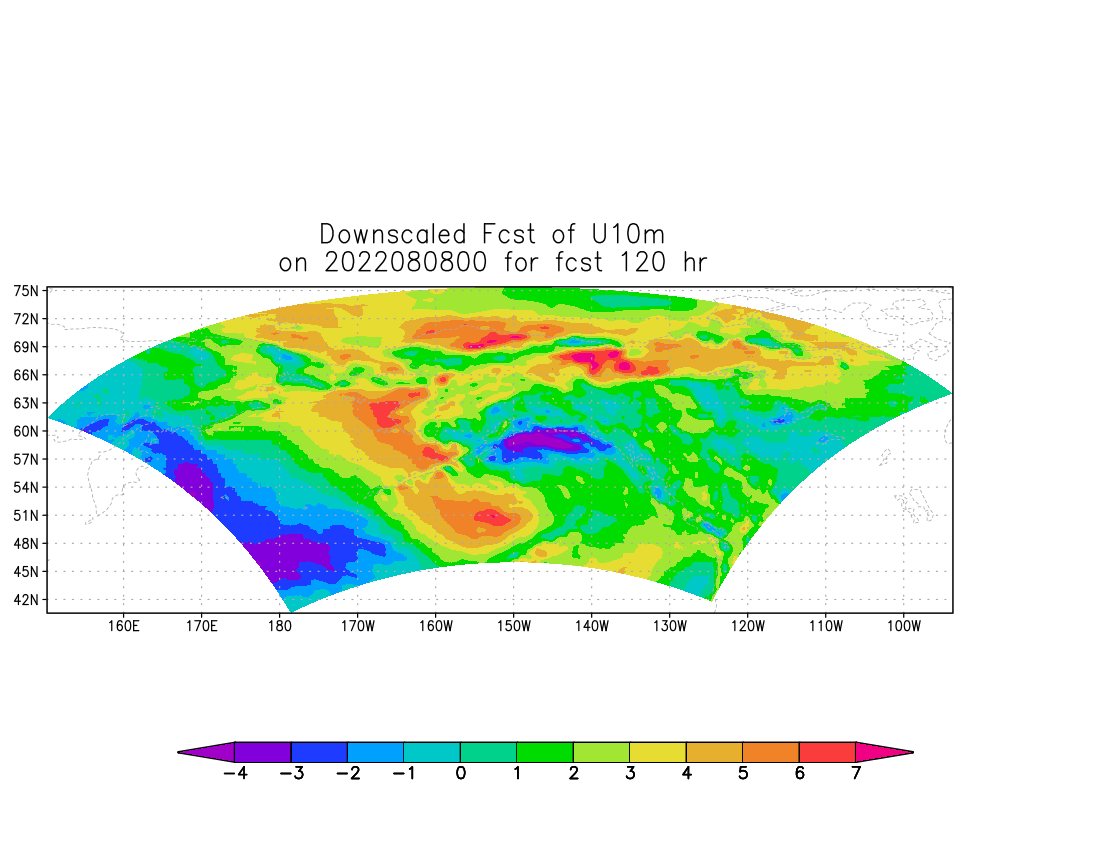 Downscaled Fcst of U10m
on 2022080800 for fcst 120 hr
75N
72N
69N
66N
63N
60N
57N
54N
51N
48N
45N
42N
160E 170E 180 170W 160W 150W 140W 130W 120W 110W 100W
-4 -3 -2 -1 0 1 2 3 4 5 6 7